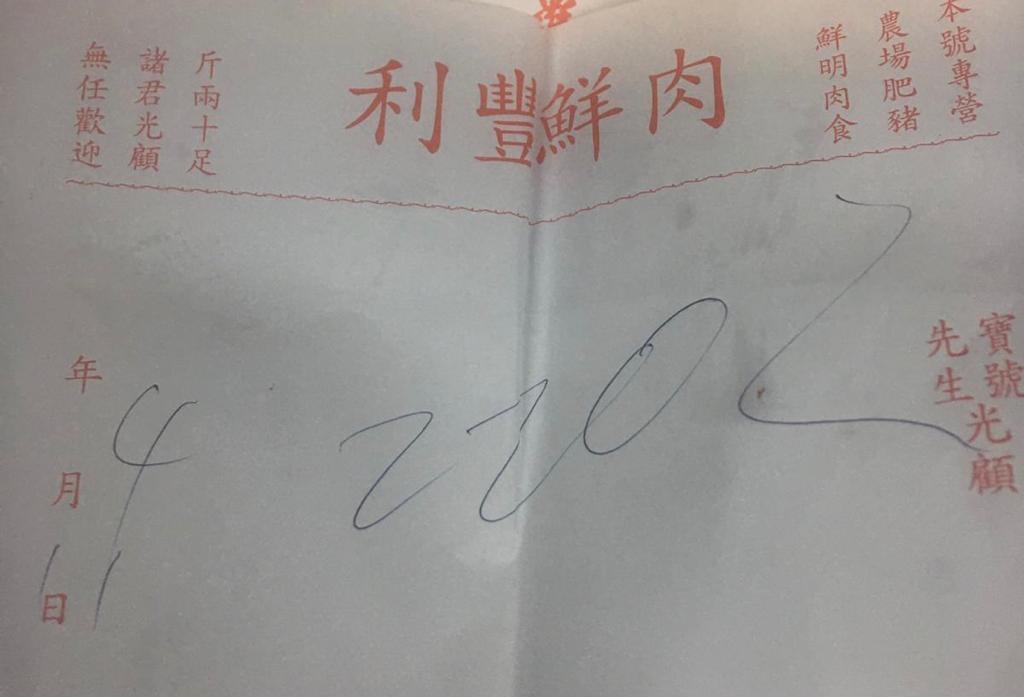 本號專營
農場肥豬
鮮明肉食
肉鮮豐利
斤兩十足
諸君光顧
無任歡迎
寶號光顧
先生
220
年
4
月
11
日